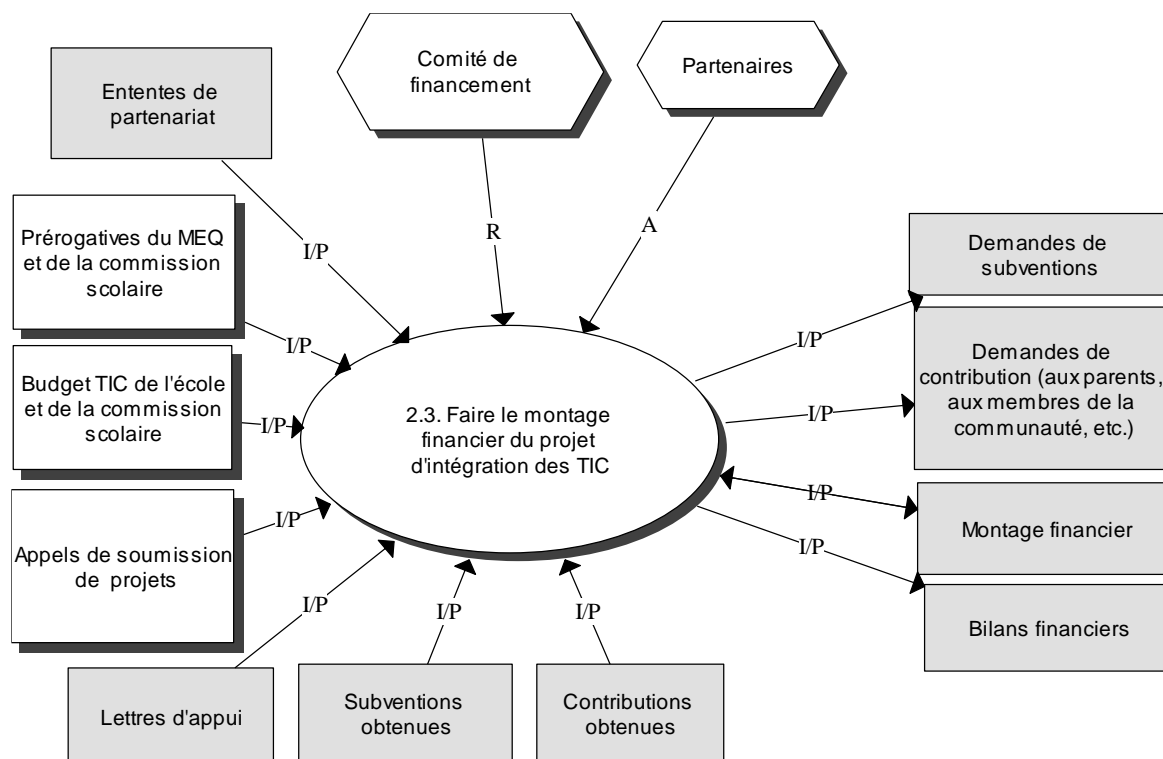 Comité de
financement
Partenaires
Ententes de
partenariat
Prérogatives du MEQ
et de la commission
scolaire
I/P
R
A
Demandes de
subventions
I/P
I/P
Budget TIC de l'école
et de la commission
scolaire
I/P
2.3. Faire le montage
financier du projet
d'intégration des TIC
I/P
Demandes de
contribution (aux parents,
aux membres de la
communauté, etc.)
Appels de soumission
de projets
I/P
I/P
Montage financier
I/P
Bilans financiers
I/P
I/P
I/P
Lettres d'appui
Subventions
obtenues
Contributions
obtenues